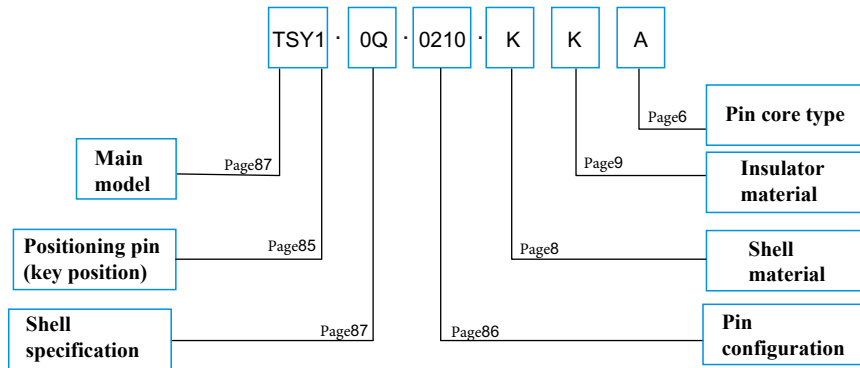 TSY1 · 0Q · 0210 · K K A
Page6
Pin core type
Main
model
Page87
Page9
Insulator
material
Positioning pin
(key position)
Page85
Page8
Shell
material
Shell
specification
Page87
Page86
Pin
configuration